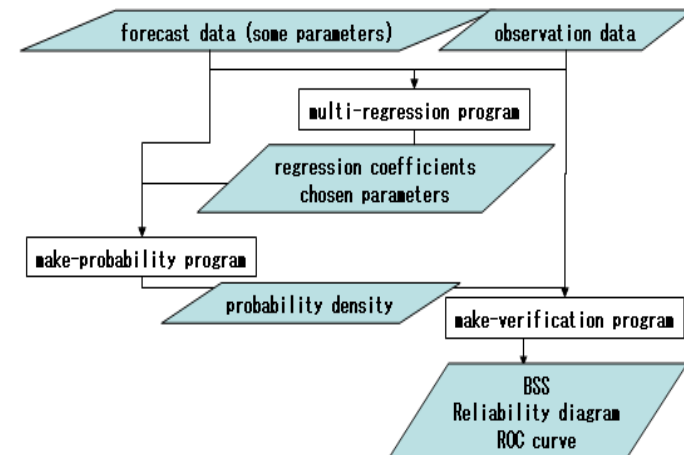 forecast data (some parameters)
observation data
multi-regression program
regression coefficients
chosen parameters
make-probability program
probability density
make-verification program
BSS
Reliability diagram
ROC curve